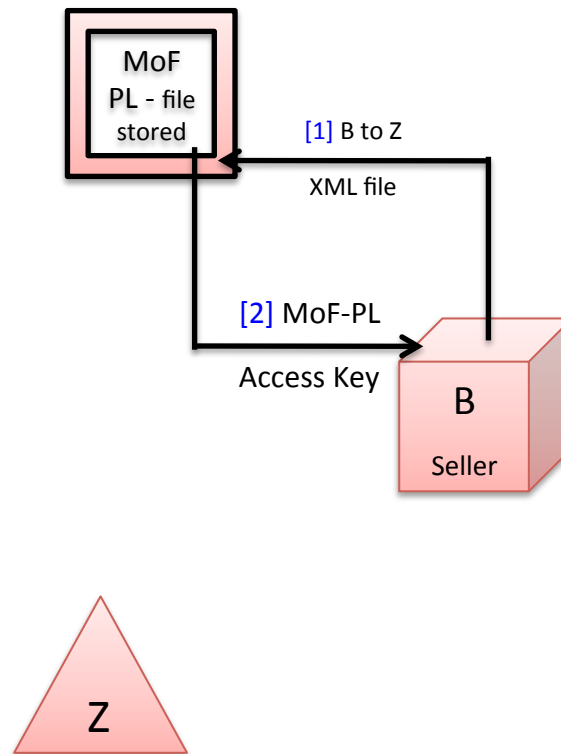 MoF
PL - file
stored
[1] B to Z
XML file
[2] MoF-PL
Access Key
B
Seller
Z